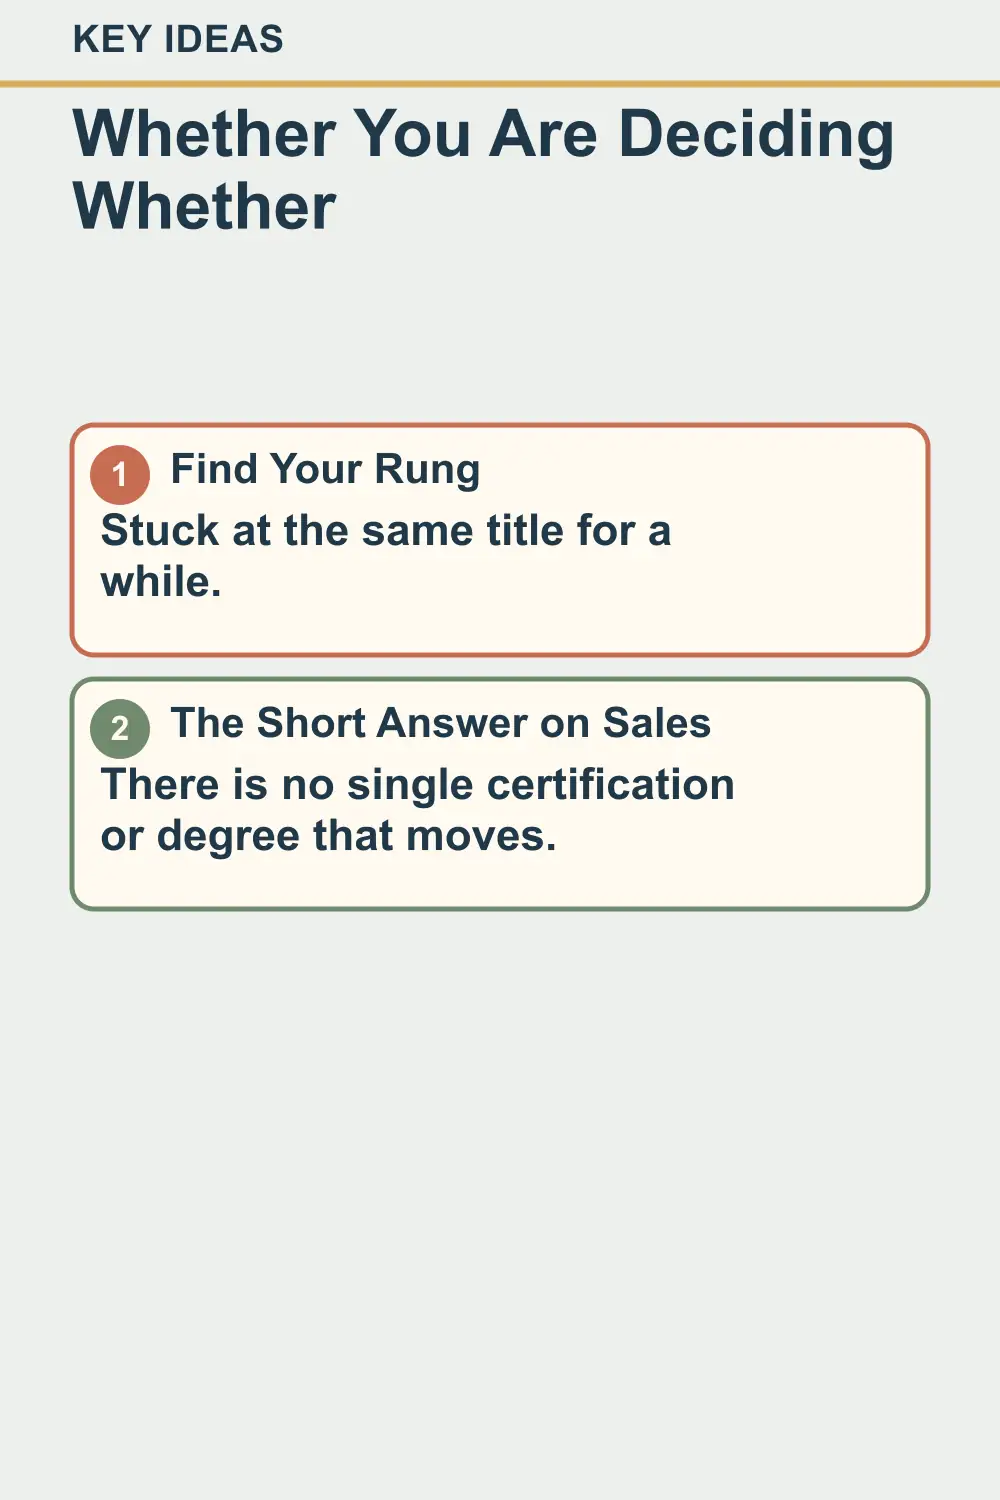 KEY IDEAS
Whether You Are Deciding
Whether
1 Find Your Rung
Stuck at the same title for a
while.
2 The Short Answer on Sales
There is no single certification
or degree that moves.